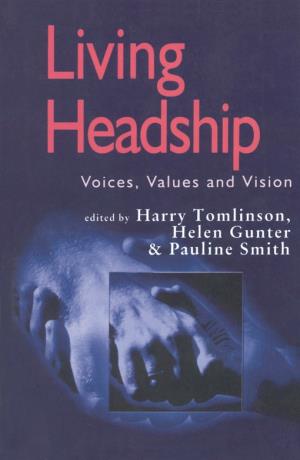 Living
Headship
Voices, Values and Vision
edited by Harry Tomlinson,
Helen Gunter
& Pauline Smith